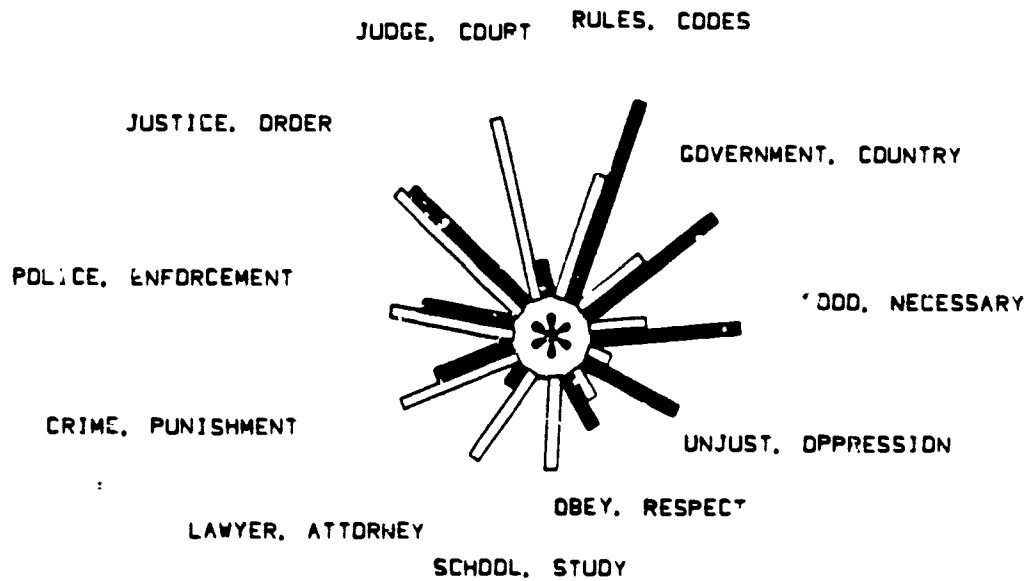 JUDGE, COURT
RULES, CODES
JUSTICE, ORDER
GOVERNMENT, COUNTRY
POLICE, ENFORCEMENT
NECESSARY
CRIME, PUNISHMENT
UNJUST, OPPRESSION
OBEY, RESPECT
LAWYER, ATTORNEY
SCHOOL, STUDY